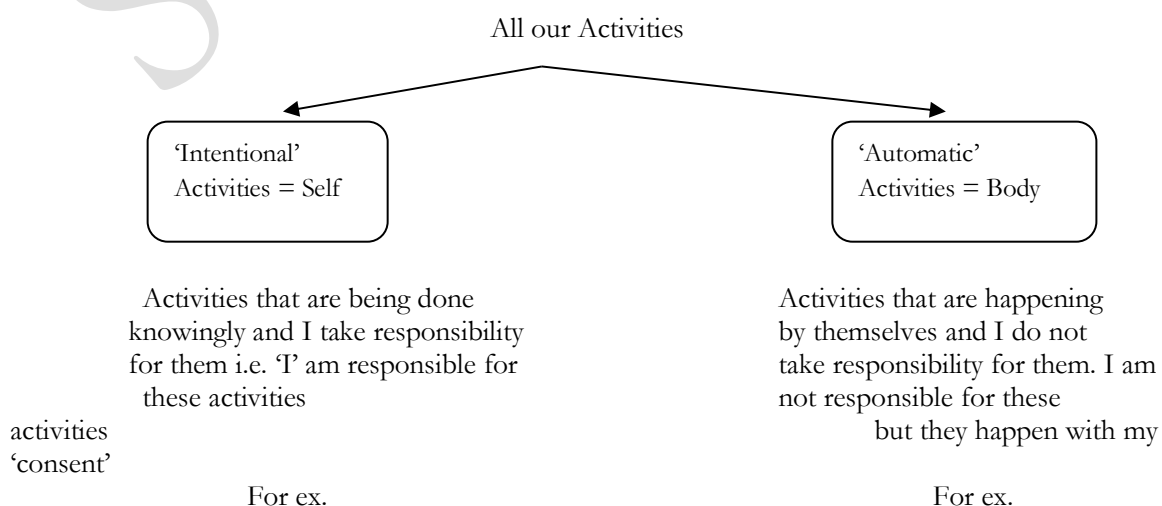 All our Activities
‘Intentional’
Activities = Self
‘Automatic’
Activities = Body
Activities that are being done
knowingly and I take responsibility
for them i.e. ‘I’ am responsible for
these activities
Activities that are happening
by themselves and I do not
take responsibility for them. I am
not responsible for these
activities
but they happen with my
‘consent’
For ex.
For ex.